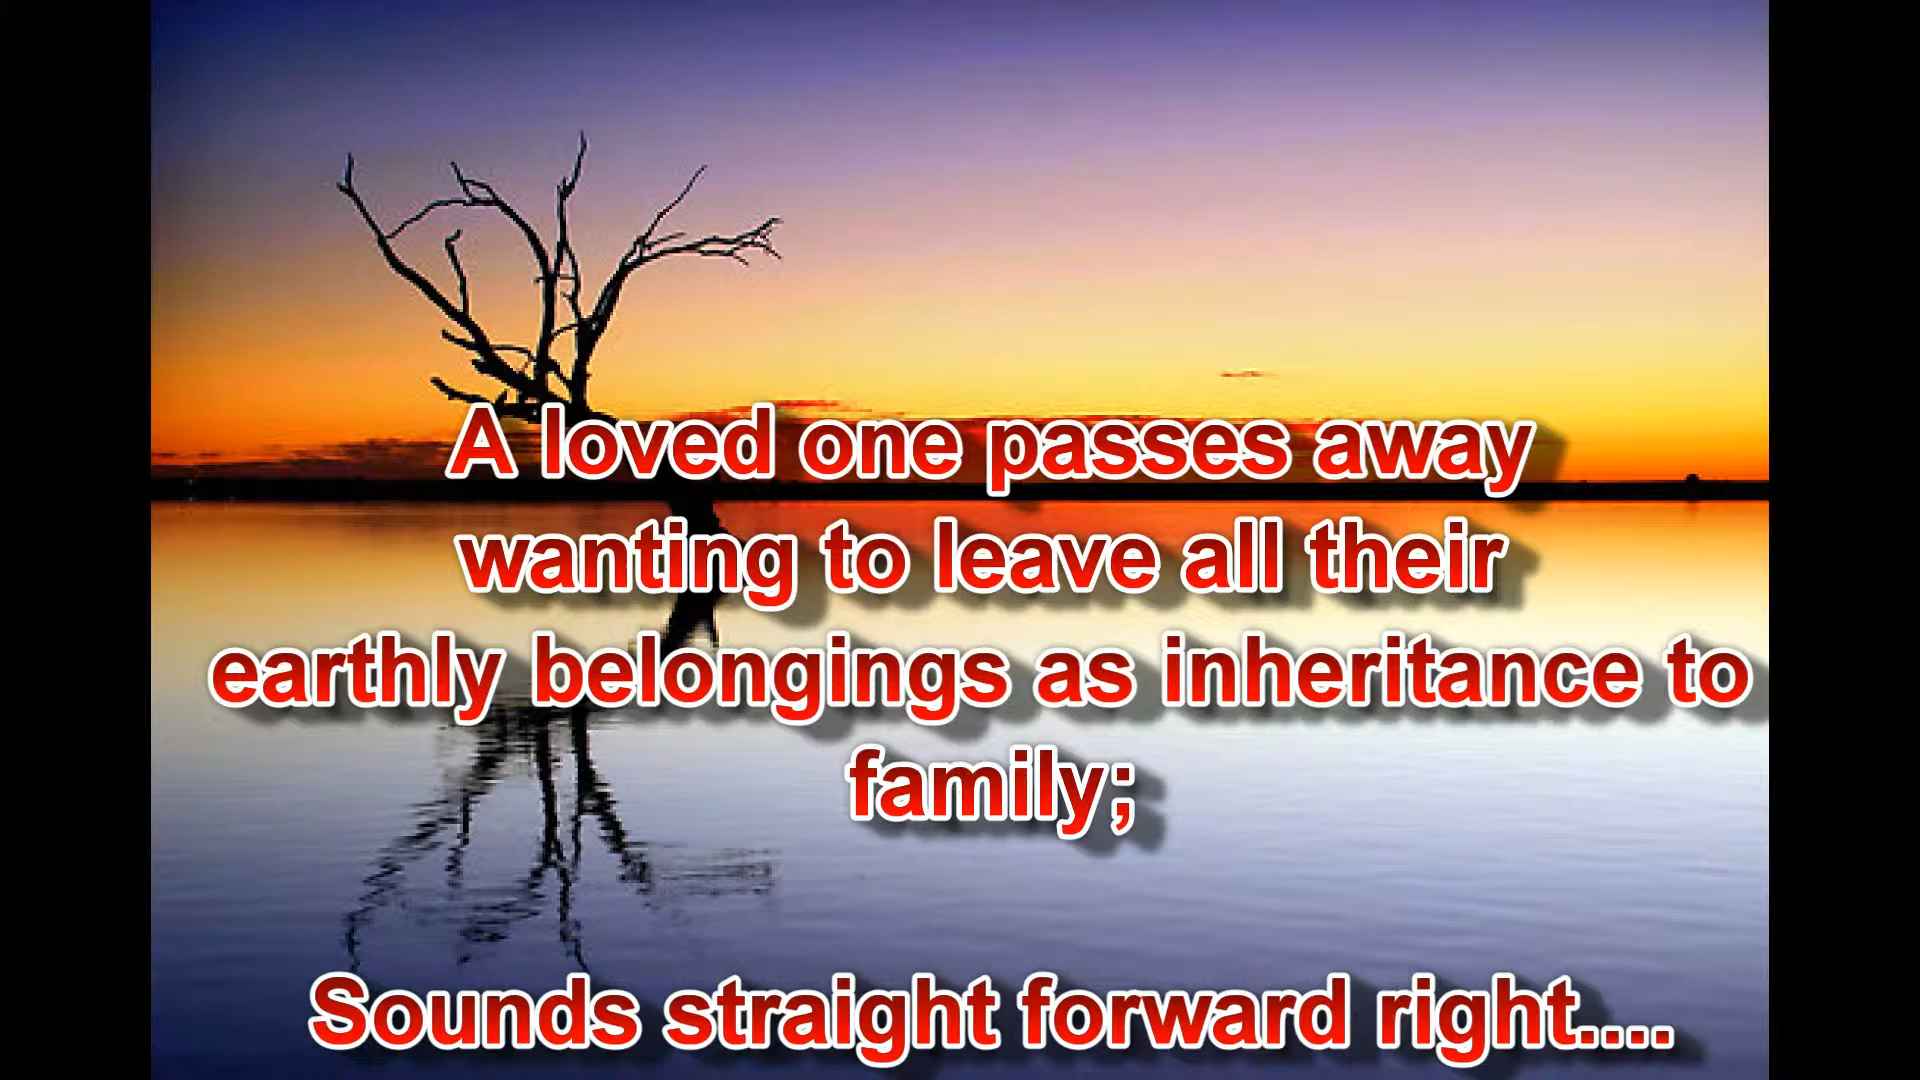 A loved one passes away
wanting to leave all their
earthly belongings as inheritance to
family;
Sounds straight forward right....